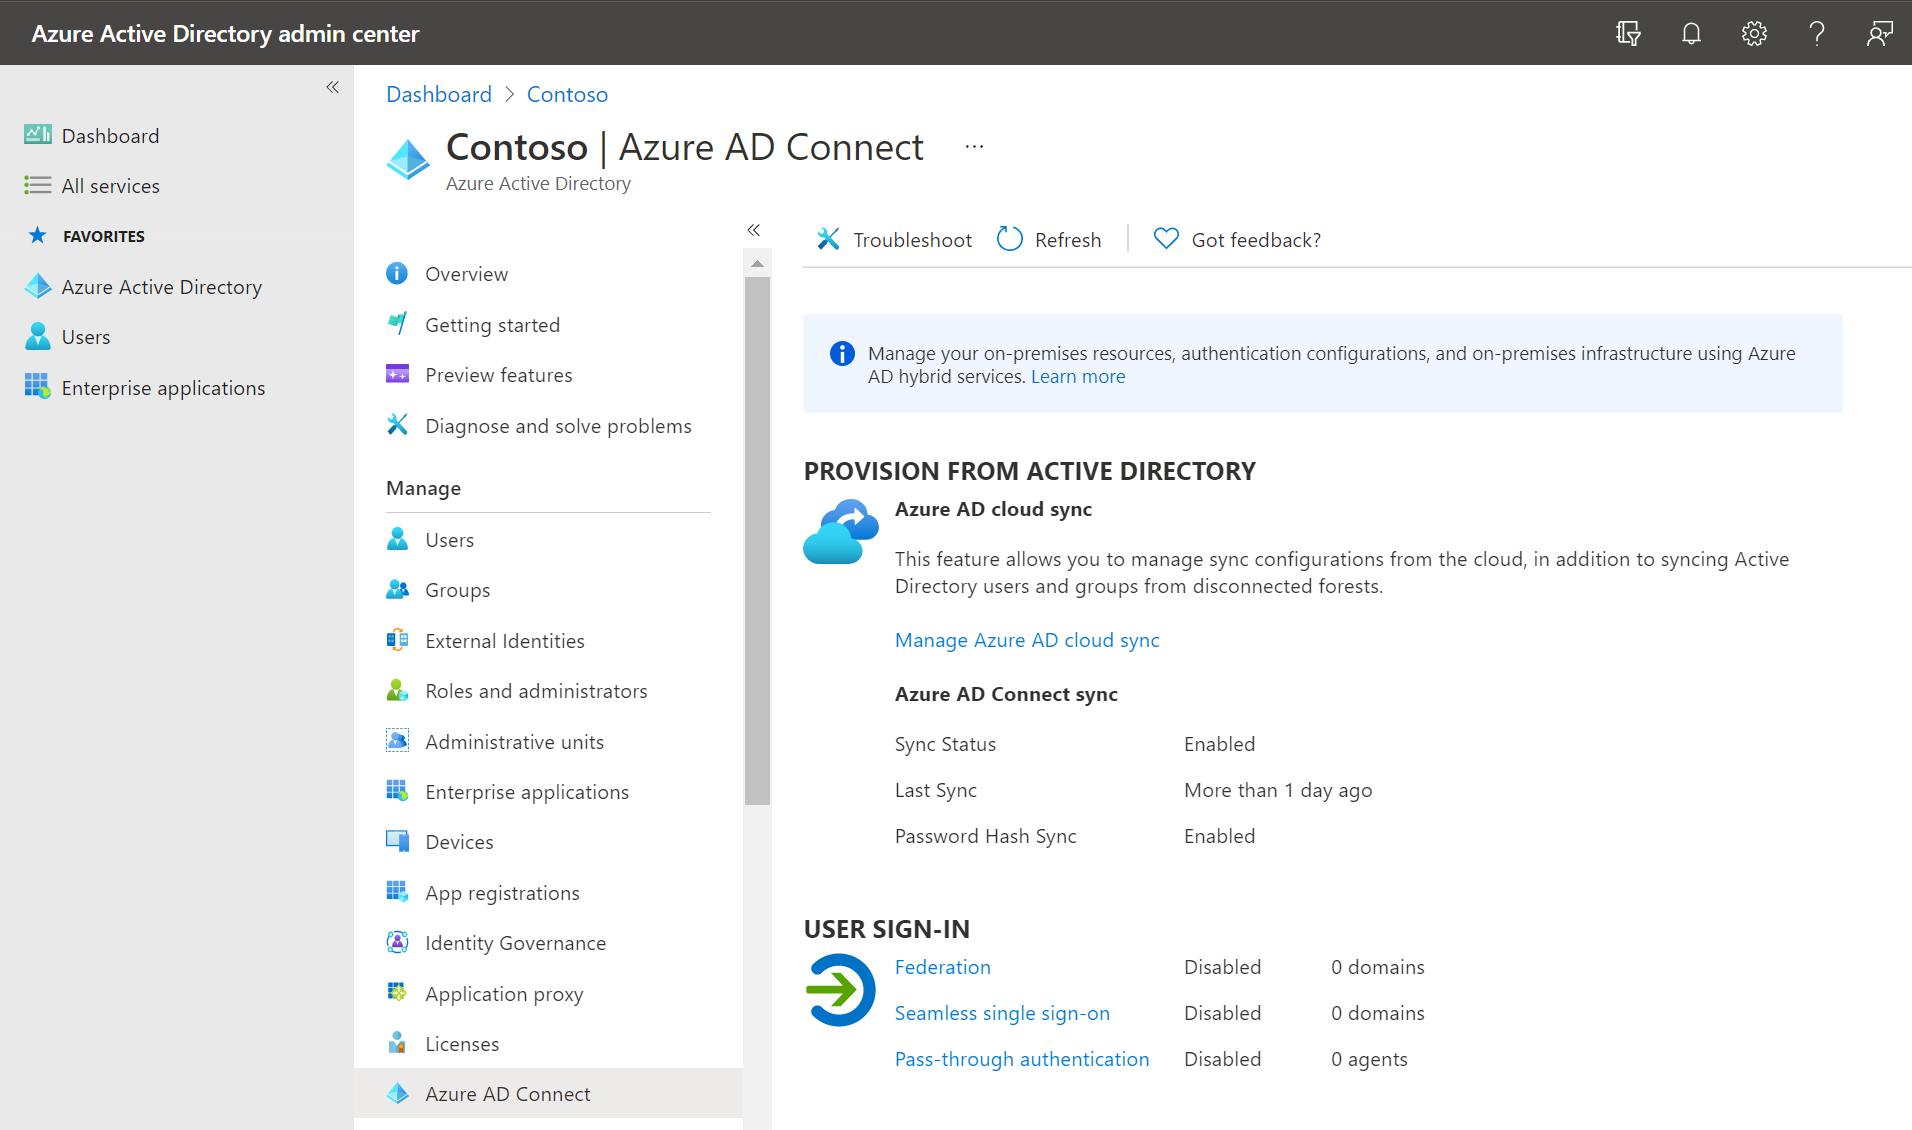 Azure Active Directory admin center
Dashboard
All services
FAVORITES
Azure Active Directory
Users
Enterprise applications
Dashboard > Contoso
Contoso | Azure AD Connect ...
Azure Active Directory
Overview
Getting started
Preview features
Diagnose and solve problems
Manage
Users
Groups
External Identities
Roles and administrators
Administrative units
Enterprise applications
Devices
App registrations
Identity Governance
Application proxy
Licenses
Azure AD Connect
Troubleshoot Refresh Got feedback?
Manage your on-premises resources, authentication configurations, and on-premises infrastructure using Azure
AD hybrid services. Learn more
PROVISION FROM ACTIVE DIRECTORY
Azure AD cloud sync
This feature allows you to manage sync configurations from the cloud, in addition to syncing Active
Directory users and groups from disconnected forests.
Manage Azure AD cloud sync
Azure AD Connect sync
Sync Status Enabled
Last Sync More than 1 day ago
Password Hash Sync Enabled
USER SIGN-IN
Federation Disabled 0 domains
Seamless single sign-on Disabled 0 domains
Pass-through authentication Disabled 0 agents